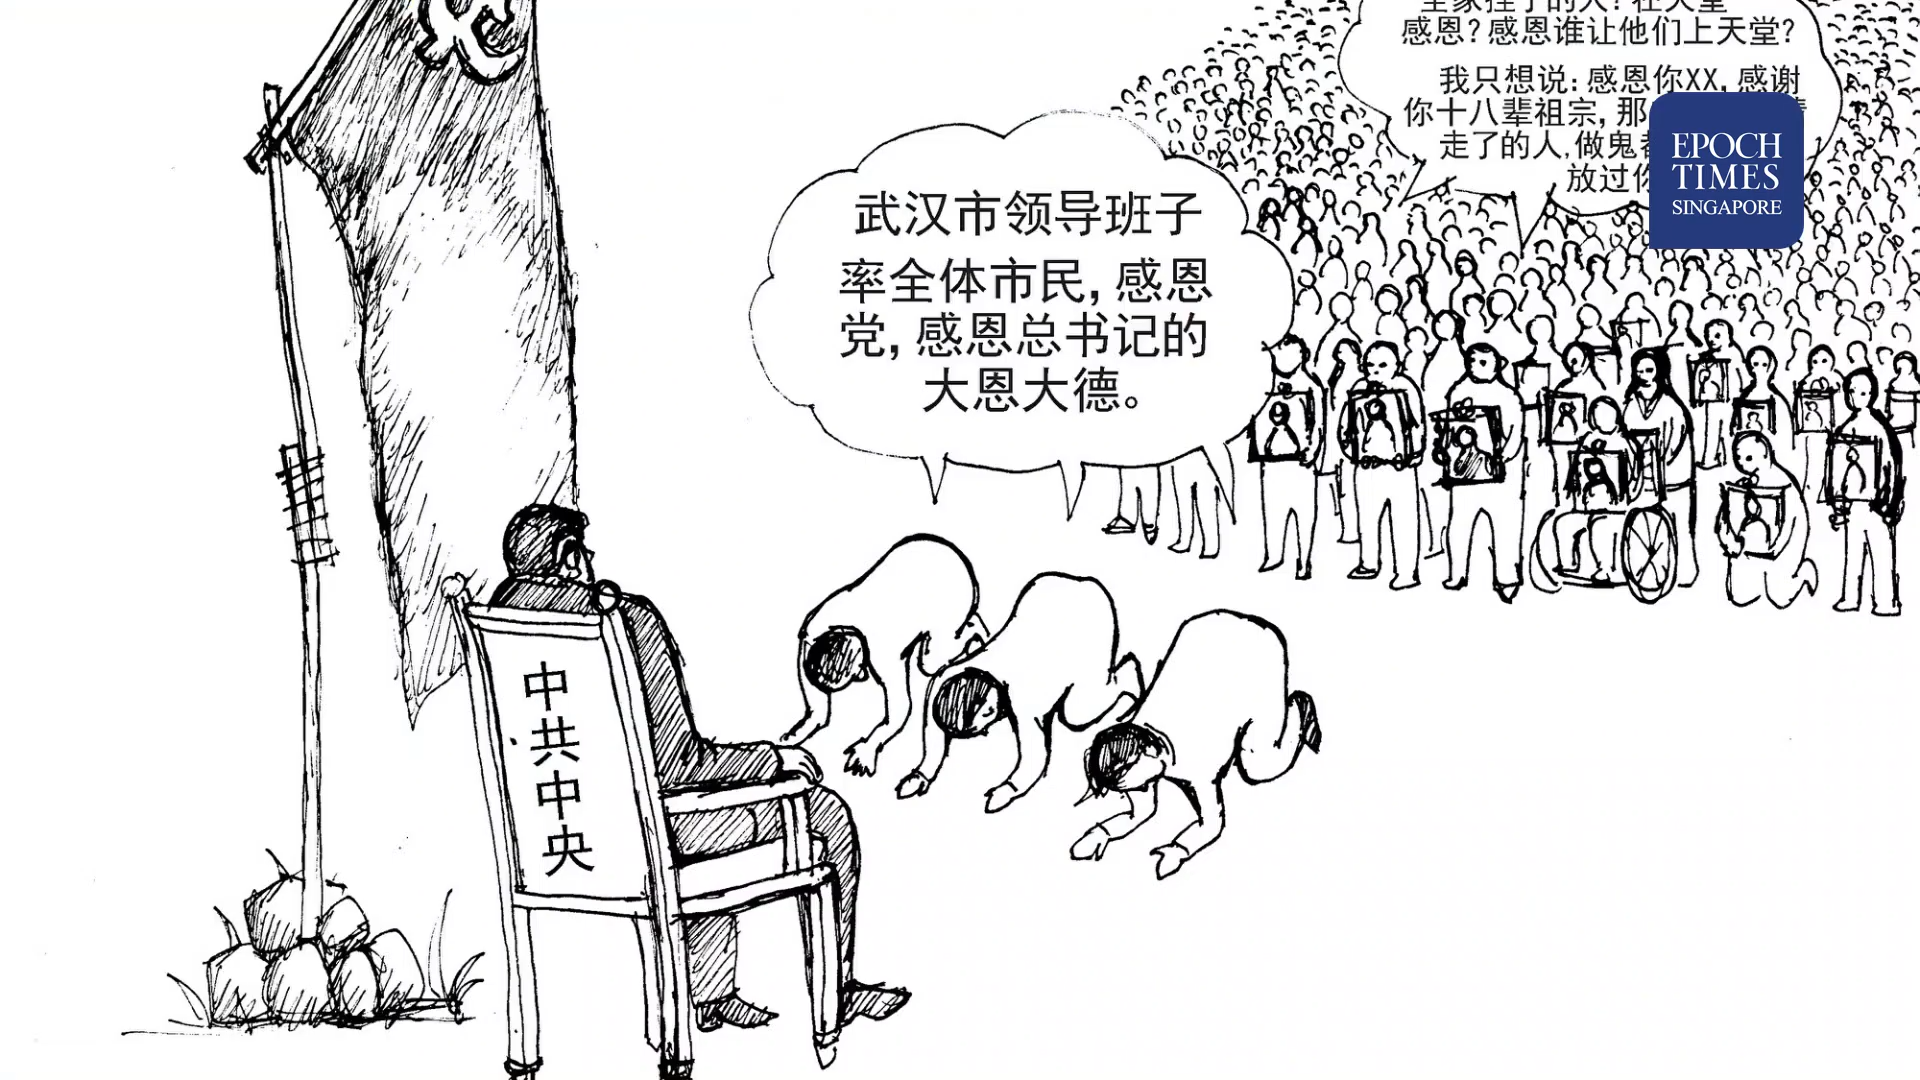 感恩?感恩谁让他们上天堂?
我只想说:感恩你XX,感谢
你十八辈祖宗,那
走了的人,做鬼
放过你
EPOCH
TIMES
SINGAPORE
武汉市领导班子
率全体市民,感恩
党,感恩总书记的
大恩大德。
中
共
中
央